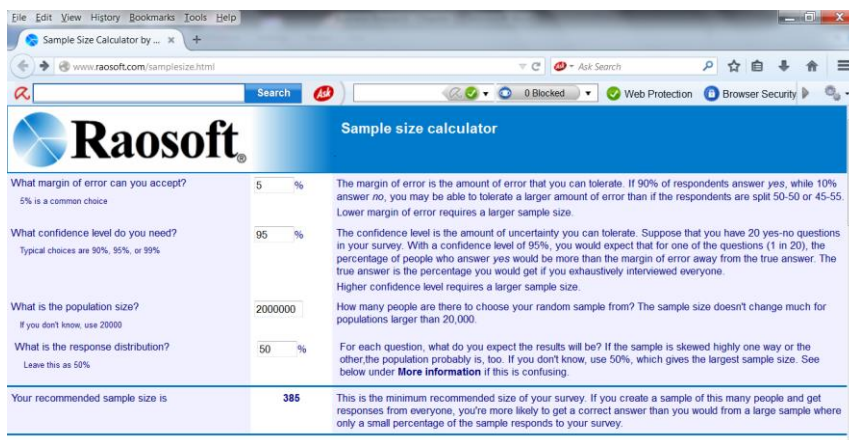 File Edit View History Bookmarks Tools Help
Sample Size Calculator by ... × +
www.raosoft.com/samplesize.html Ask Search
Search Ask 0 Blocked Web Protection Browser Security
Raosoft® Sample size calculator
What margin of error can you accept? 5 % The margin of error is the amount of error that you can tolerate. If 90% of respondents answer yes, while 10%
5% is a common choice answer no, you may be able to tolerate a larger amount of error than if the respondents are split 50-50 or 45-55.
Lower margin of error requires a larger sample size.
What confidence level do you need? 95 % The confidence level is the amount of uncertainty you can tolerate. Suppose that you have 20 yes-no questions
Typical choices are 90%, 95%, or 99% in your survey. With a confidence level of 95%, you would expect that for one of the questions (1 in 20), the
percentage of people who answer yes would be more than the margin of error away from the true answer. The
true answer is the percentage you would get if you exhaustively interviewed everyone.
Higher confidence level requires a larger sample size.
What is the population size? 2000000 How many people are there to choose your random sample from? The sample size doesn't change much for
If you don't know, use 20000 populations larger than 20,000.
What is the response distribution? 50 % For each question, what do you expect the results will be? If the sample is skewed highly one way or the
Leave this as 50% other,the population probably is, too. If you don't know, use 50%, which gives the largest sample size. See
below under More information if this is confusing.
Your recommended sample size is 385 This is the minimum recommended size of your survey. If you create a sample of this many people and get
responses from everyone, you're more likely to get a correct answer than you would from a large sample where
only a small percentage of the sample responds to your survey.